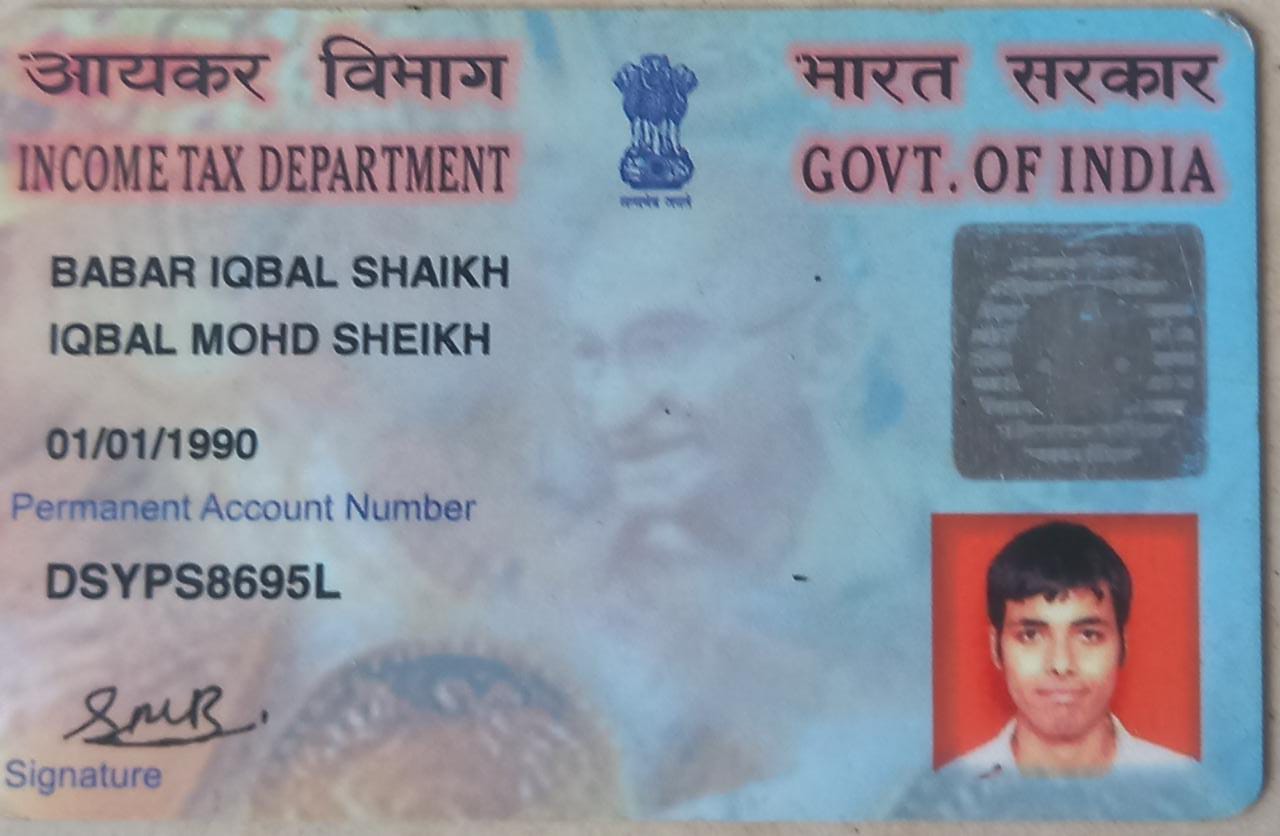 आयकर विभाग
भारत सरकार
INCOME TAX DEPARTMENT
GOVT. OF INDIA
BABAR IQBAL SHAIKH
IQBAL MOHD SHEIKH
01/01/1990
Permanent Account Number
DSYPS8695L
Signature